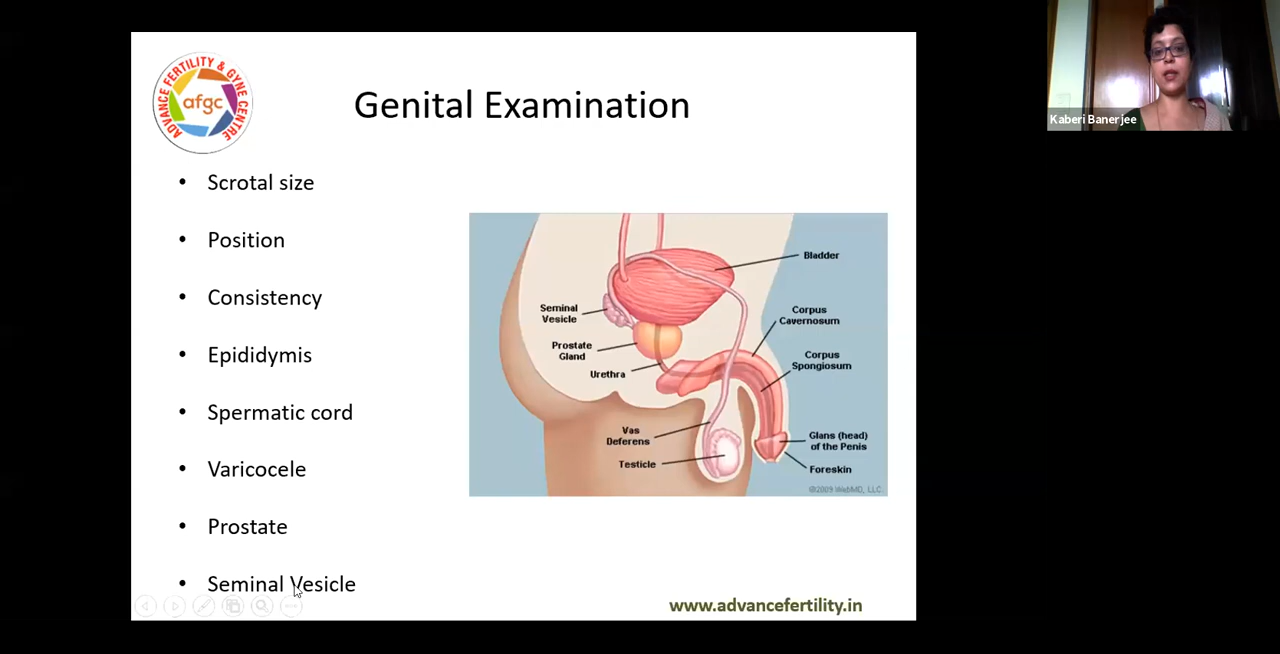 ADVANCE FERTILITY & GYNE CENTRE
afgc
Genital Examination
• Scrotal size
• Position
• Consistency
• Epididymis
• Spermatic cord
• Varicocele
• Prostate
• Seminal Vesicle
Bladder
Seminal
Vesicle
Corpus
Cavernosum
Prostate
Gland
Corpus
Spongiosum
Urethra
Vas
Deferens
Glans (head)
of the Penis
Testicle
Foreskin
©2009 WebMD, LLC.
www.advancefertility.in
Kaberi Banerjee